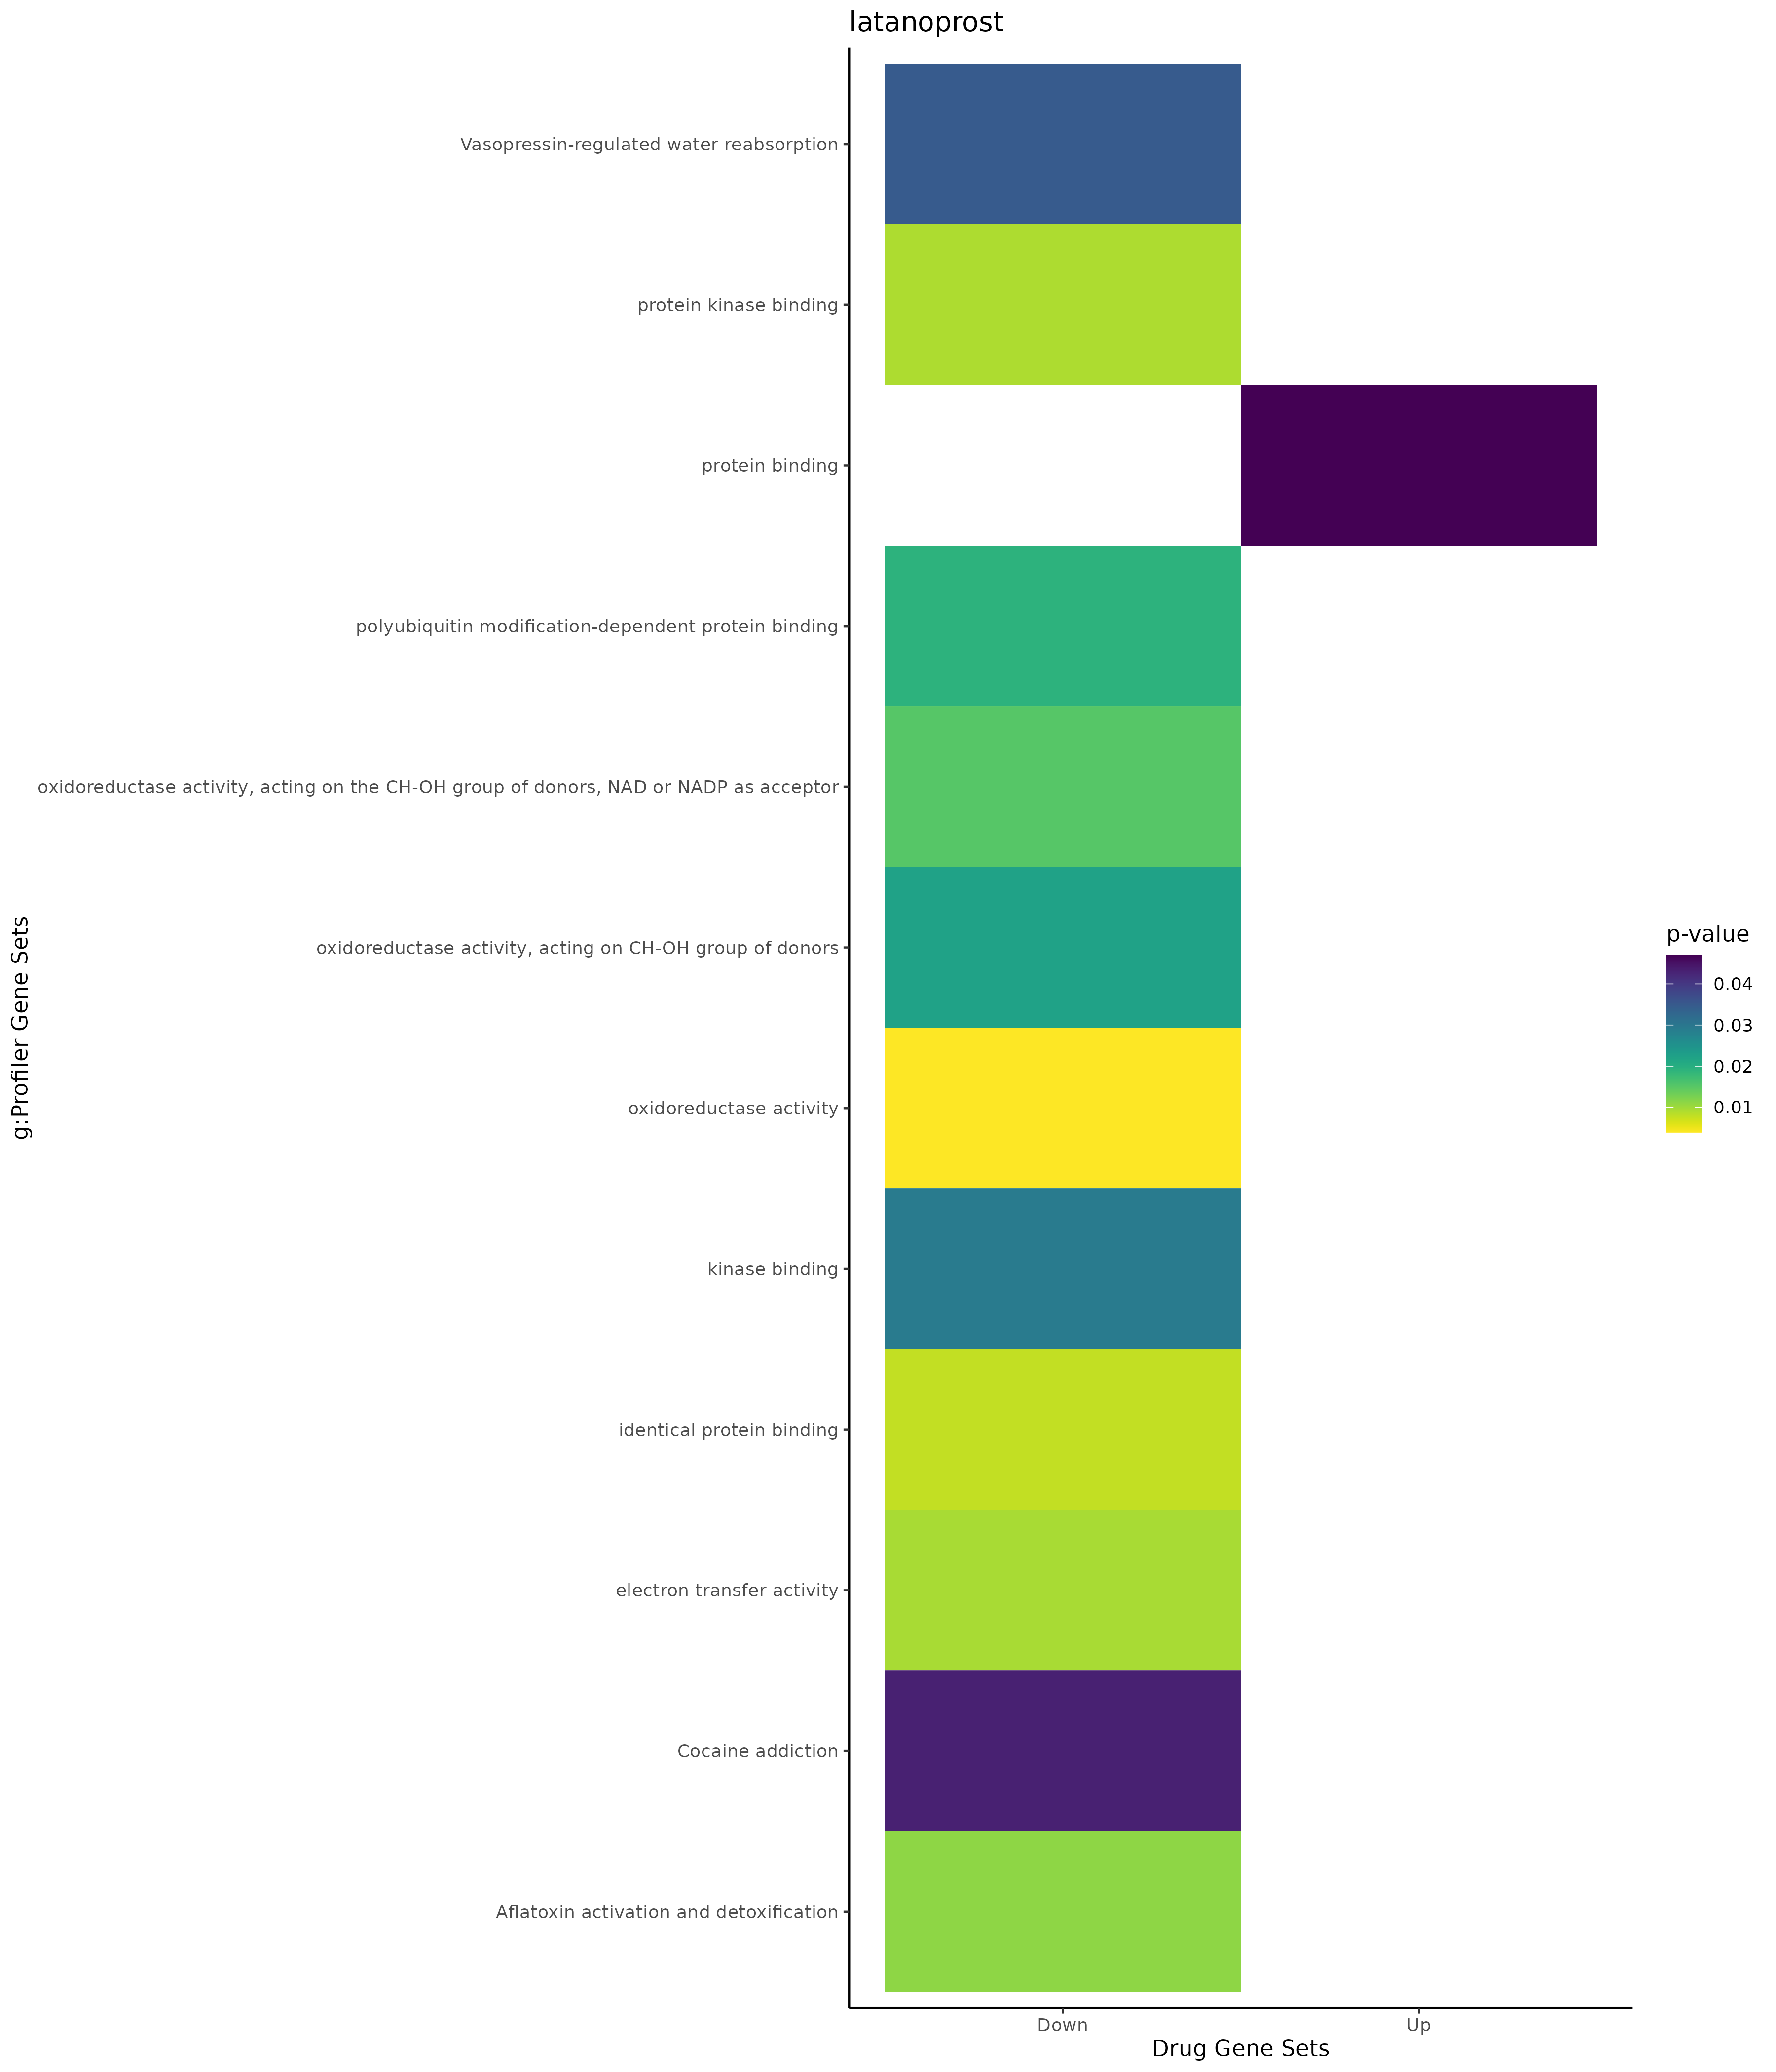 latanoprost
Vasopressin-regulated water reabsorption
protein kinase binding
protein binding
polyubiquitin modification-dependent protein binding
oxidoreductase activity, acting on the CH-OH group of donors, NAD or NADP as acceptor
oxidoreductase activity, acting on CH-OH group of donors
oxidoreductase activity
kinase binding
identical protein binding
electron transfer activity
Cocaine addiction
Aflatoxin activation and detoxification
g:Profiler Gene Sets
Down
Up
Drug Gene Sets
p-value
0.04
0.03
0.02
0.01